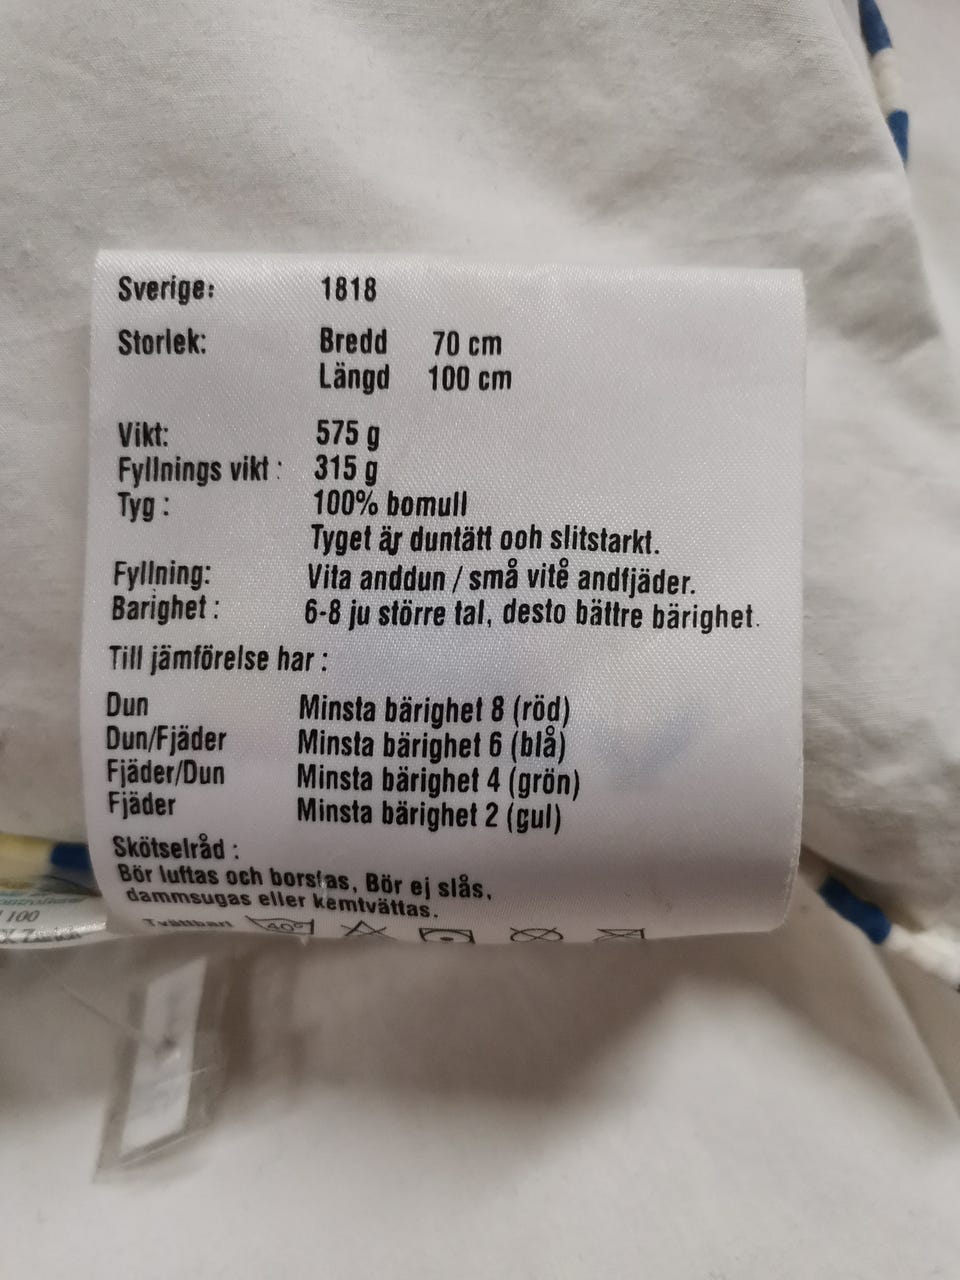 Sverige: 1818
Storlek: Bredd 70 cm
Längd 100 cm
Vikt: 575 g
Fyllnings vikt : 315 g
Tyg : 100% bomull
Tyget är duntätt ooh slitstarkt.
Fyllning: Vita anddun / små vitê andfjäder.
Barighet : 6-8 ju större tal, desto bättre bärighet.
Till jämförelse har :
Dun Minsta bärighet 8 (röd)
Dun/Fjäder Minsta bärighet 6 (blå)
Fjäder/Dun Minsta bärighet 4 (grön)
Fjäder Minsta bärighet 2 (gul)
Skötselråd :
Bör luftas och borstas, Bör ej slås,
dammsugas eller kemtvättas.
Tvättbart 40°
100